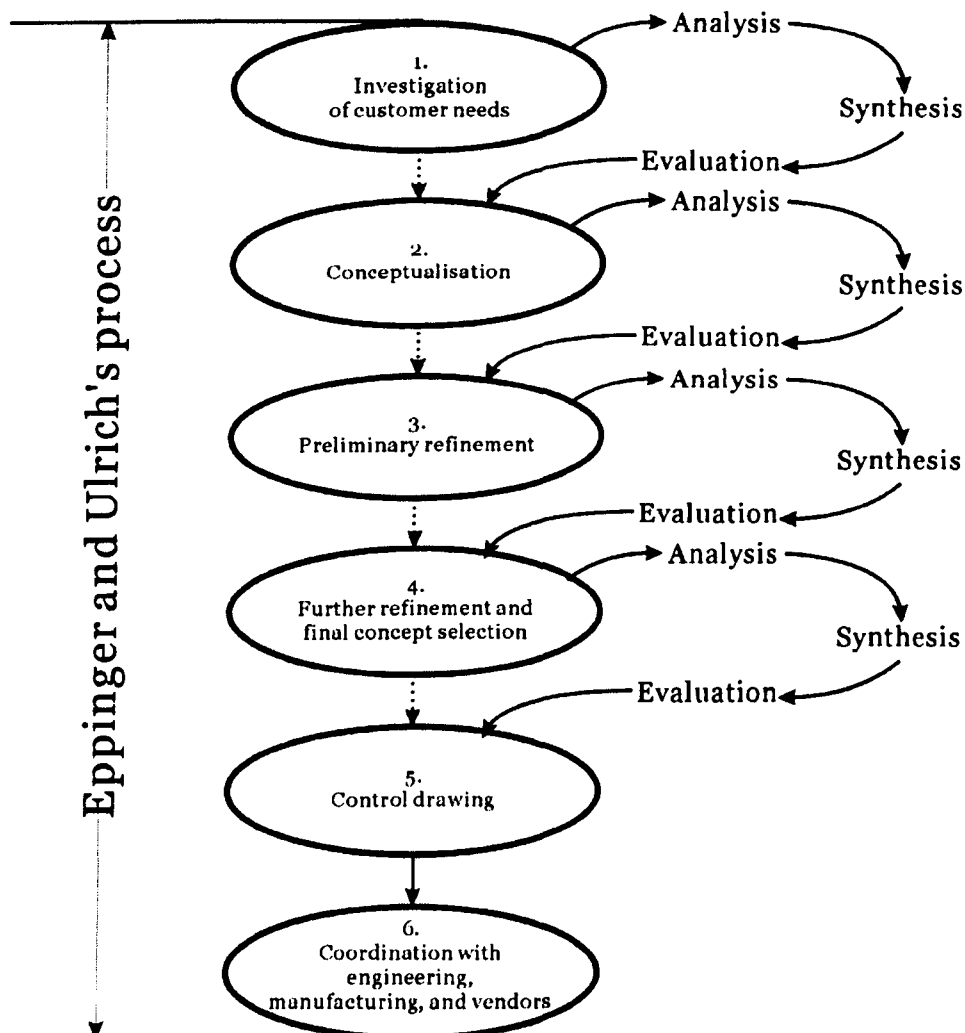 Eppinger and Ulrich's process
1.
Investigation
of customer needs
Analysis
Synthesis
Evaluation
2.
Conceptualisation
Analysis
Synthesis
Evaluation
3.
Preliminary refinement
Analysis
Synthesis
Evaluation
4.
Further refinement and
final concept selection
Analysis
Synthesis
Evaluation
5.
Control drawing
6.
Coordination with
engineering,
manufacturing, and vendors